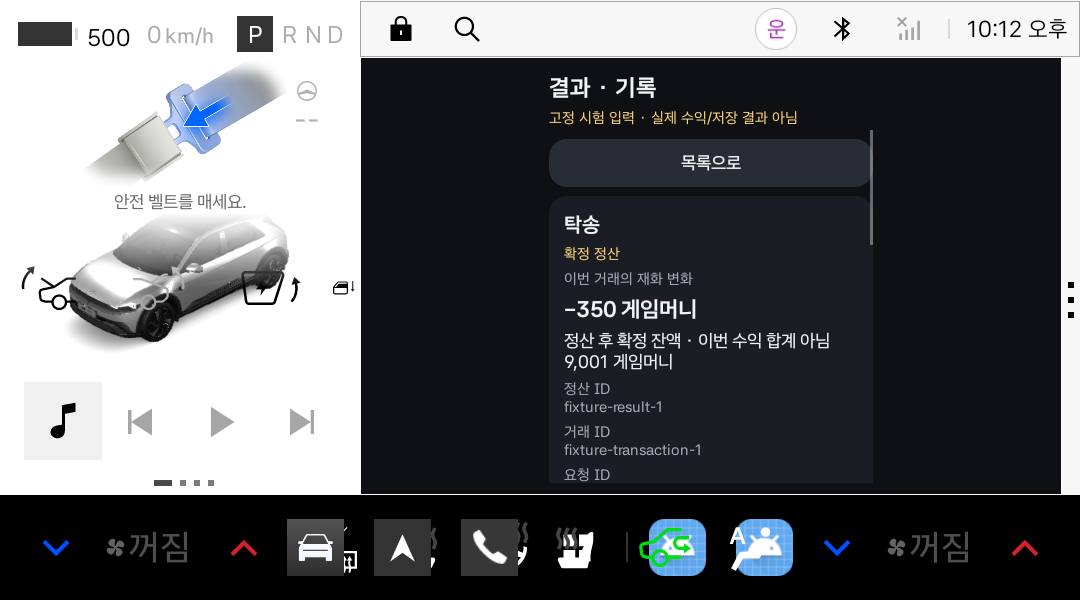 500 0 km/h P R N D
안전 벨트를 매세요.
운
10:12 오후
결과 · 기록
고정 시험 입력 · 실제 수익/저장 결과 아님
목록으로
탁송
확정 정산
이번 거래의 재화 변화
−350 게임머니
정산 후 확정 잔액 · 이번 수익 합계 아님
9,001 게임머니
정산 ID
fixture-result-1
거래 ID
fixture-transaction-1
요청 ID
꺼짐
A
꺼짐